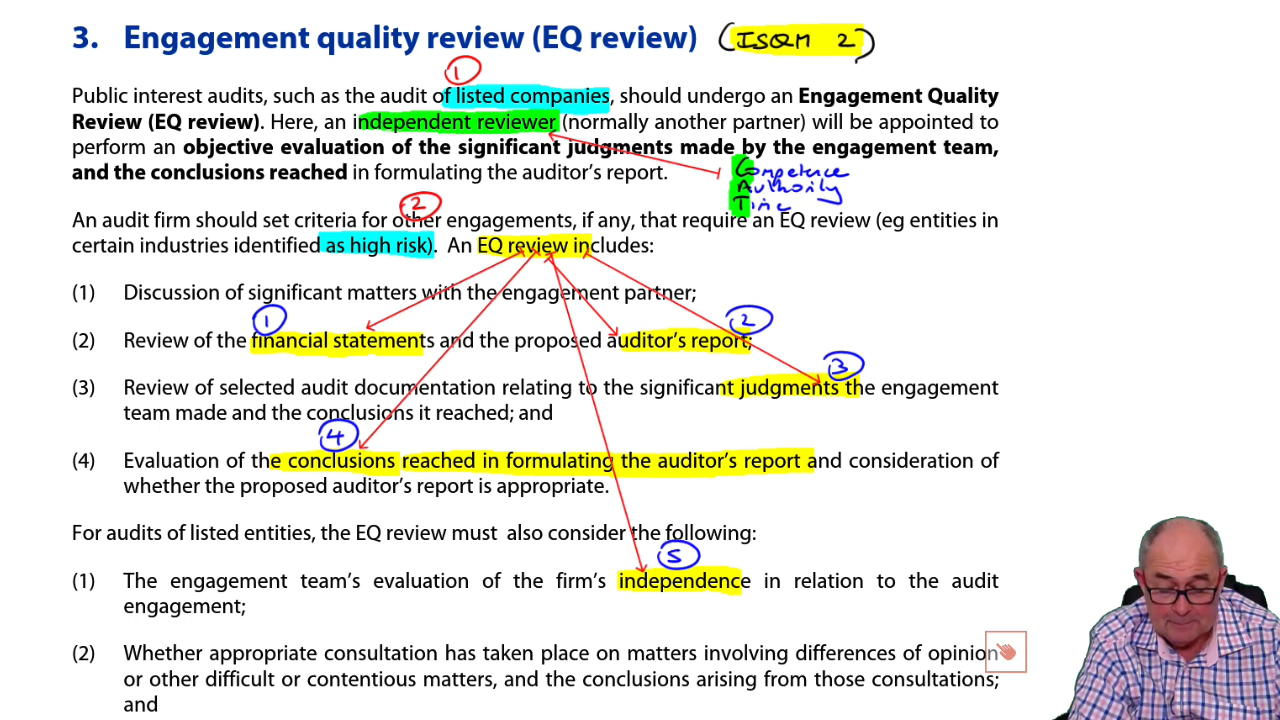 3. Engagement quality review (EQ review) (ISQM 2)
1
Public interest audits, such as the audit of listed companies, should undergo an Engagement Quality
Review (EQ review). Here, an independent reviewer (normally another partner) will be appointed to
perform an objective evaluation of the significant judgments made by the engagement team,
and the conclusions reached in formulating the auditor's report.
Competence
Authority
Time
2
An audit firm should set criteria for other engagements, if any, that require an EQ review (eg entities in
certain industries identified as high risk). An EQ review includes:
(1) Discussion of significant matters with the engagement partner;
1
2
(2) Review of the financial statements and the proposed auditor's report;
3
(3) Review of selected audit documentation relating to the significant judgments the engagement
team made and the conclusions it reached; and
4
(4) Evaluation of the conclusions reached in formulating the auditor's report and consideration of
whether the proposed auditor's report is appropriate.
For audits of listed entities, the EQ review must also consider the following:
5
(1) The engagement team's evaluation of the firm's independence in relation to the audit
engagement;
(2) Whether appropriate consultation has taken place on matters involving differences of opinion
or other difficult or contentious matters, and the conclusions arising from those consultations;
and